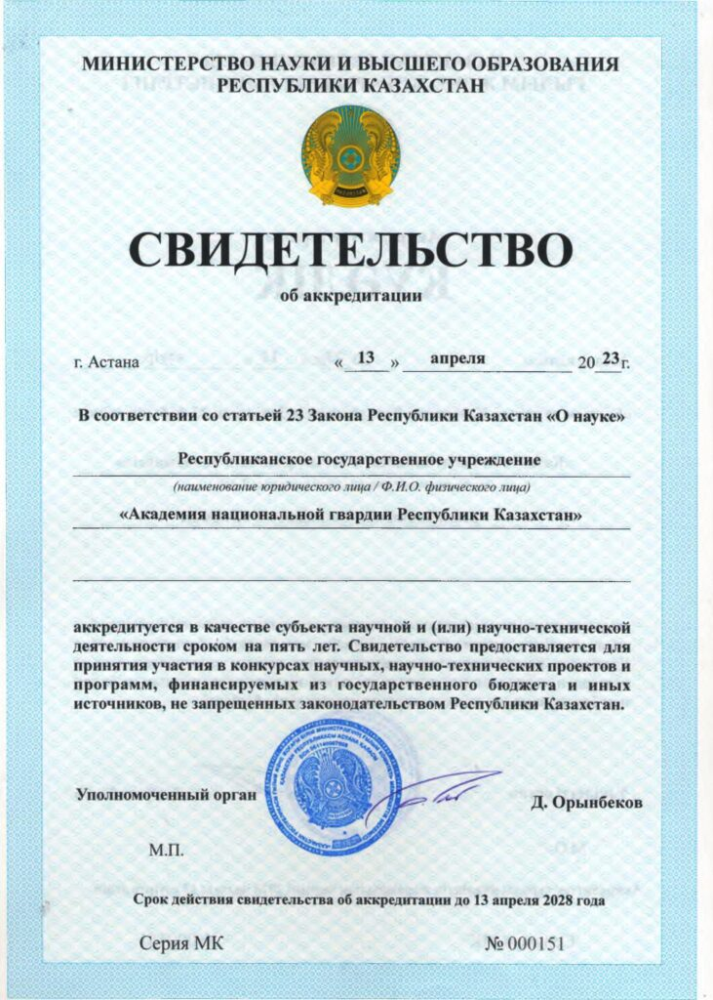 МИНИСТЕРСТВО НАУКИ И ВЫСШЕГО ОБРАЗОВАНИЯ
РЕСПУБЛИКИ КАЗАХСТАН
СВИДЕТЕЛЬСТВО
об аккредитации
г. Астана « 13 » апреля 20 23 г.
В соответствии со статьей 23 Закона Республики Казахстан «О науке»
Республиканское государственное учреждение
(наименование юридического лица / Ф.И.О. физического лица)
«Академия национальной гвардии Республики Казахстан»
аккредитуется в качестве субъекта научной и (или) научно-технической
деятельности сроком на пять лет. Свидетельство предоставляется для
принятия участия в конкурсах научных, научно-технических проектов и
программ, финансируемых из государственного бюджета и иных
источников, не запрещенных законодательством Республики Казахстан.
Уполномоченный орган
Д. Орынбеков
М.П.
Срок действия свидетельства об аккредитации до 13 апреля 2028 года
Серия МК
№ 000151